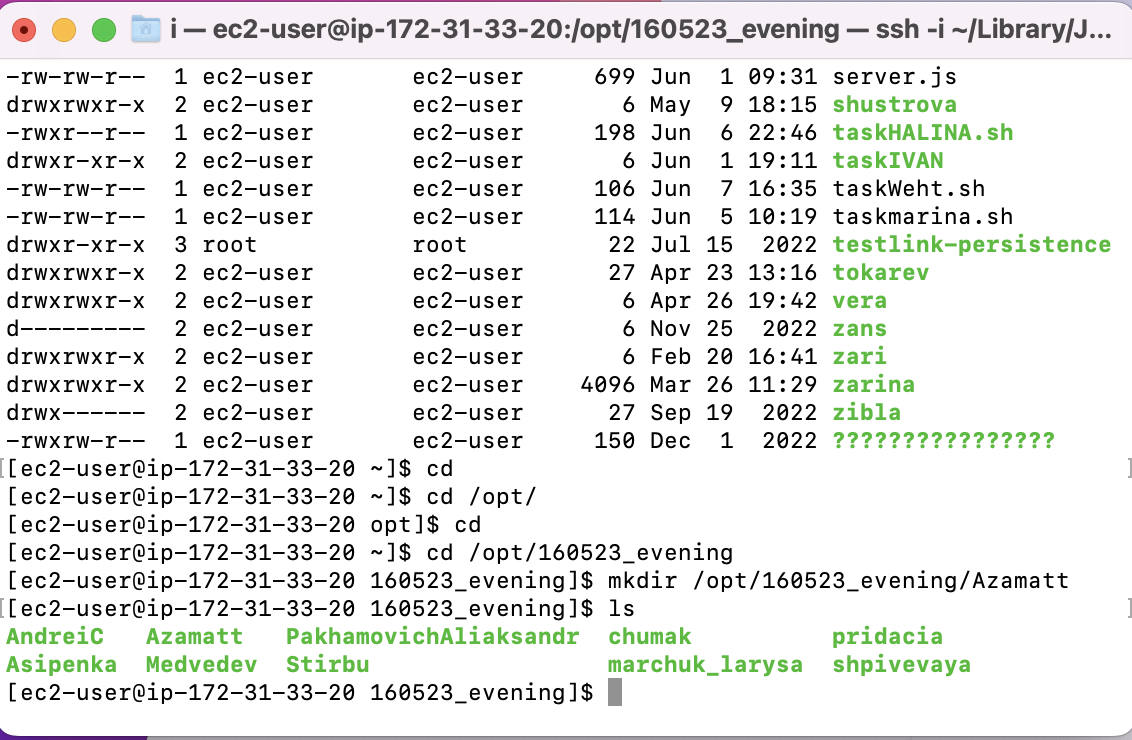 i — ec2-user@ip-172-31-33-20:/opt/160523_evening — ssh -i ~/Library/J...
-rw-rw-r--  1 ec2-user       ec2-user     699 Jun  1 09:31 server.js
drwxrwxr-x  2 ec2-user       ec2-user       6 May  9 18:15 shustrova
-rwxr--r--  1 ec2-user       ec2-user     198 Jun  6 22:46 taskHALINA.sh
drwxr-xr-x  2 ec2-user       ec2-user       6 Jun  1 19:11 taskIVAN
-rw-rw-r--  1 ec2-user       ec2-user     106 Jun  7 16:35 taskWeht.sh
-rw-rw-r--  1 ec2-user       ec2-user     114 Jun  5 10:19 taskmarina.sh
drwxr-xr-x  3 root           root          22 Jul 15  2022 testlink-persistence
drwxrwxr-x  2 ec2-user       ec2-user      27 Apr 23 13:16 tokarev
drwxrwxr-x  2 ec2-user       ec2-user       6 Apr 26 19:42 vera
d---------  2 ec2-user       ec2-user       6 Nov 25  2022 zans
drwxrwxr-x  2 ec2-user       ec2-user       6 Feb 20 16:41 zari
drwxrwxr-x  2 ec2-user       ec2-user    4096 Mar 26 11:29 zarina
drwx------  2 ec2-user       ec2-user      27 Sep 19  2022 zibla
-rwxrw-r--  1 ec2-user       ec2-user     150 Dec  1  2022 ????????????????
[[ec2-user@ip-172-31-33-20 ~]$ cd ]
[ec2-user@ip-172-31-33-20 ~]$ cd /opt/
[ec2-user@ip-172-31-33-20 opt]$ cd
[ec2-user@ip-172-31-33-20 ~]$ cd /opt/160523_evening
[ec2-user@ip-172-31-33-20 160523_evening]$ mkdir /opt/160523_evening/Azamatt
[[ec2-user@ip-172-31-33-20 160523_evening]$ ls ]
AndreiC   Azamatt   PakhamovichAliaksandr  chumak          pridacia
Asipenka  Medvedev  Stirbu                 marchuk_larysa  shpivevaya
[ec2-user@ip-172-31-33-20 160523_evening]$